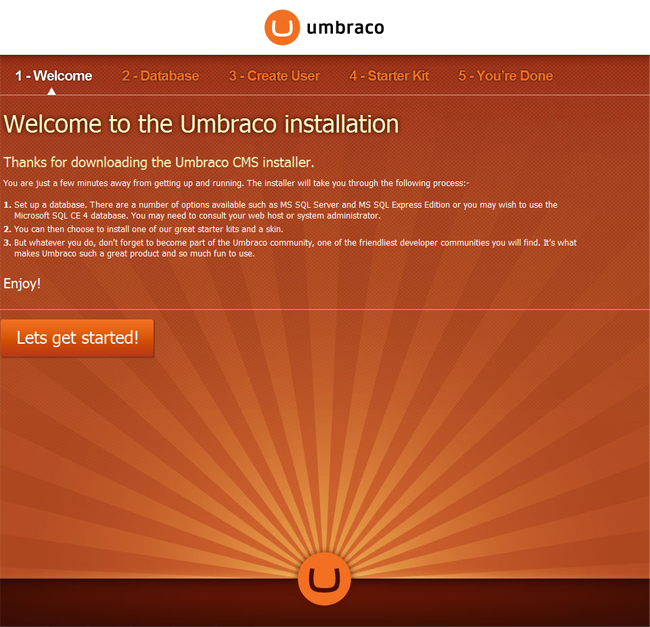 umbraco
1 - Welcome 2 - Database 3 - Create User 4 - Starter Kit 5 - You're Done
Welcome to the Umbraco installation
Thanks for downloading the Umbraco CMS installer.
You are just a few minutes away from getting up and running. The installer will take you through the following process:-
1. Set up a database. There are a number of options available such as MS SQL Server and MS SQL Express Edition or you may wish to use the
Microsoft SQL CE 4 database. You may need to consult your web host or system administrator.
2. You can then choose to install one of our great starter kits and a skin.
3. But whatever you do, don't forget to become part of the Umbraco community, one of the friendliest developer communities you will find. It's what
makes Umbraco such a great product and so much fun to use.
Enjoy!
Lets get started!